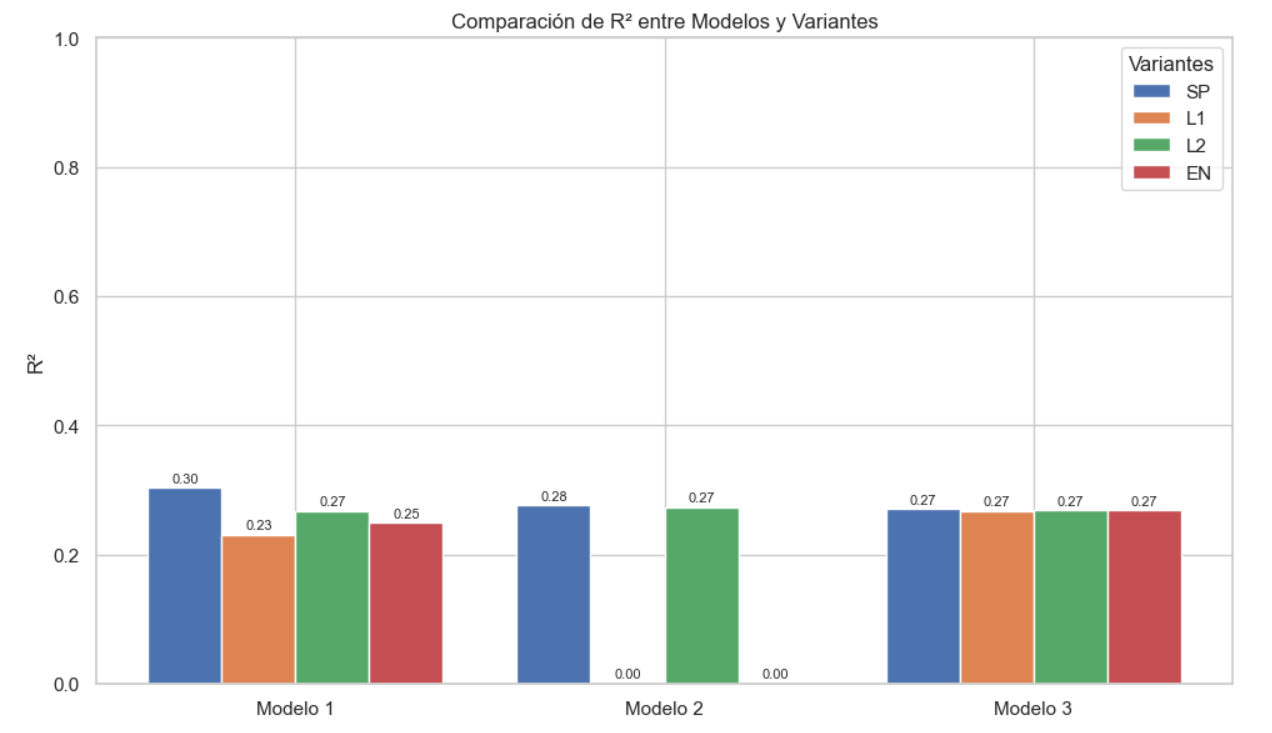 Comparación de R² entre Modelos y Variantes
1.0
0.8
0.6
0.4
0.2
0.0
R²
Variantes
SP
L1
L2
EN
0.30
0.23
0.27
0.25
0.28
0.00
0.27
0.00
0.27
0.27
0.27
0.27
Modelo 1
Modelo 2
Modelo 3